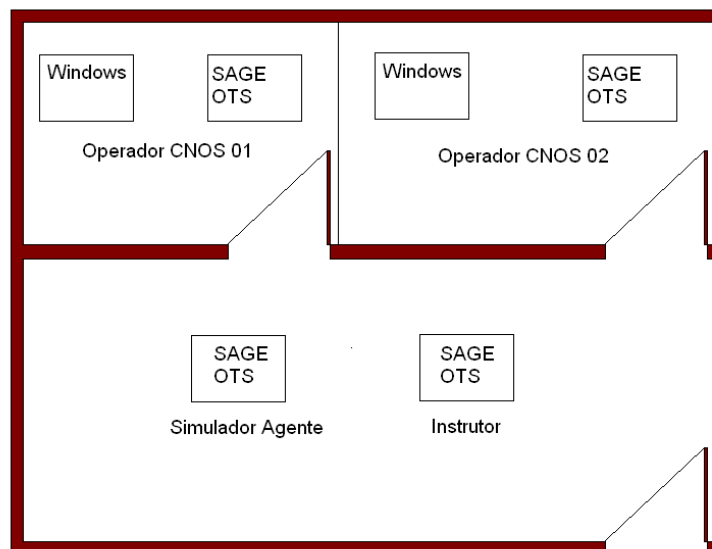 Windows
SAGE
OTS
Operador CNOS 01
Windows
SAGE
OTS
Operador CNOS 02
SAGE
OTS
Simulador Agente
SAGE
OTS
Instrutor